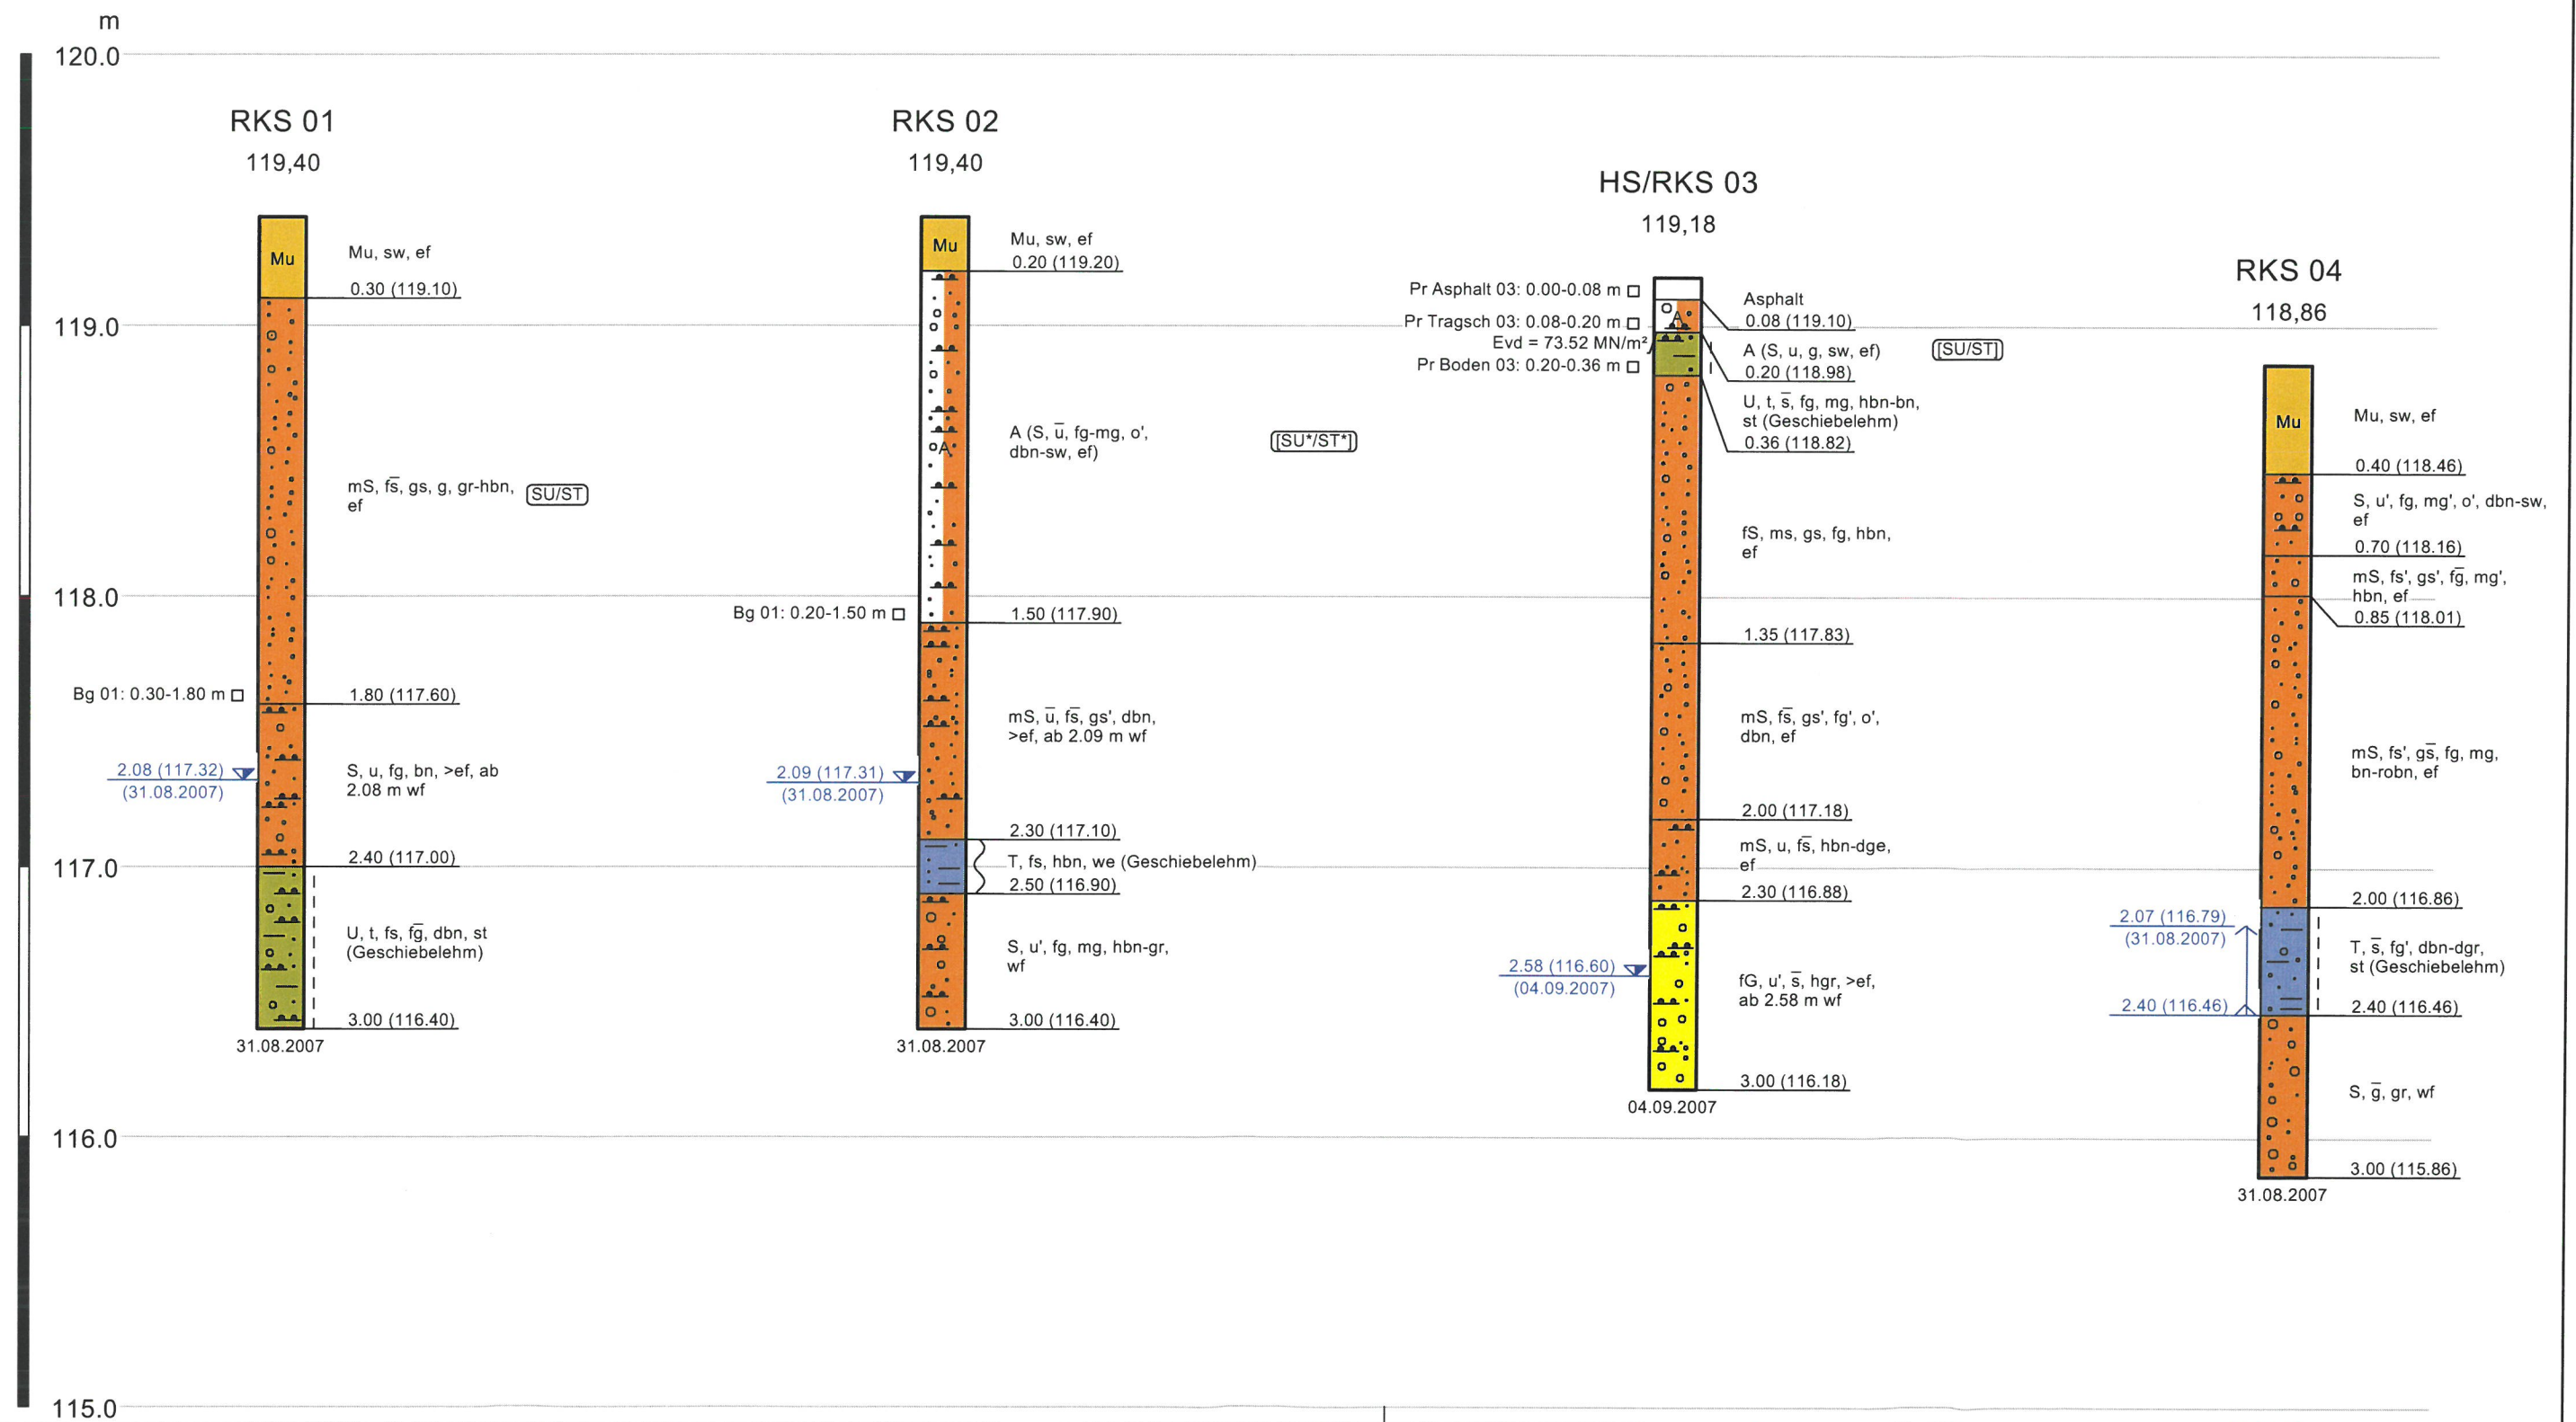 m
120.0
119.0
118.0
117.0
116.0
115.0
RKS 01
119,40
Mu
Mu, sw, ef
0.30 (119.10)
mS, fs̅, gs, g, gr-hbn,
ef
SU/ST
Bg 01: 0.30-1.80 m
1.80 (117.60)
2.08 (117.32)
(31.08.2007)
S, u, fg, bn, >ef, ab
2.08 m wf
2.40 (117.00)
U, t, fs, fg̅, dbn, st
(Geschiebelehm)
3.00 (116.40)
31.08.2007
RKS 02
119,40
Mu
Mu, sw, ef
0.20 (119.20)
A
A (S, u̅, fg-mg, o',
dbn-sw, ef)
[SU*/ST*]
Bg 01: 0.20-1.50 m
1.50 (117.90)
mS, u̅, fs̅, gs', dbn,
>ef, ab 2.09 m wf
2.09 (117.31)
(31.08.2007)
2.30 (117.10)
T, fs, hbn, we (Geschiebelehm)
2.50 (116.90)
S, u', fg, mg, hbn-gr,
wf
3.00 (116.40)
31.08.2007
HS/RKS 03
119,18
Pr Asphalt 03: 0.00-0.08 m
Pr Tragsch 03: 0.08-0.20 m
Evd = 73.52 MN/m²
Pr Boden 03: 0.20-0.36 m
A
Asphalt
0.08 (119.10)
A (S, u, g, sw, ef)
[SU/ST]
0.20 (118.98)
U, t, s̅, fg, mg, hbn-bn,
st (Geschiebelehm)
0.36 (118.82)
fS, ms, gs, fg, hbn,
ef
1.35 (117.83)
mS, fs̅, gs', fg', o',
dbn, ef
2.00 (117.18)
mS, u, fs̅, hbn-dge,
ef
2.30 (116.88)
2.58 (116.60)
(04.09.2007)
fG, u', s̅, hgr, >ef,
ab 2.58 m wf
3.00 (116.18)
04.09.2007
RKS 04
118,86
Mu
Mu, sw, ef
0.40 (118.46)
S, u', fg, mg', o', dbn-sw,
ef
0.70 (118.16)
mS, fs', gs', fg̅, mg',
hbn, ef
0.85 (118.01)
mS, fs', gs̅, fg, mg,
bn-robn, ef
2.00 (116.86)
2.07 (116.79)
(31.08.2007)
T, s̅, fg', dbn-dgr,
st (Geschiebelehm)
2.40 (116.46)
2.40 (116.46)
S, g̅, gr, wf
3.00 (115.86)
31.08.2007